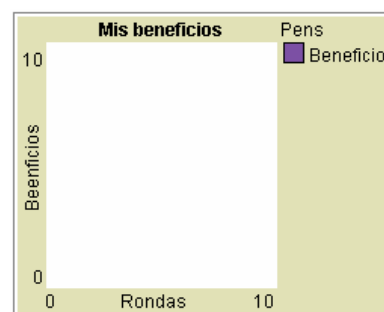 Mis beneficios
Pens
Beneficio
10
Beenficios
0
0 Rondas 10